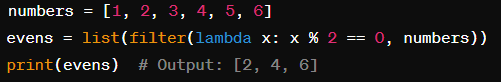 numbers = [1, 2, 3, 4, 5, 6]
evens = list(filter(lambda x: x % 2 == 0, numbers))
print(evens)  # Output: [2, 4, 6]